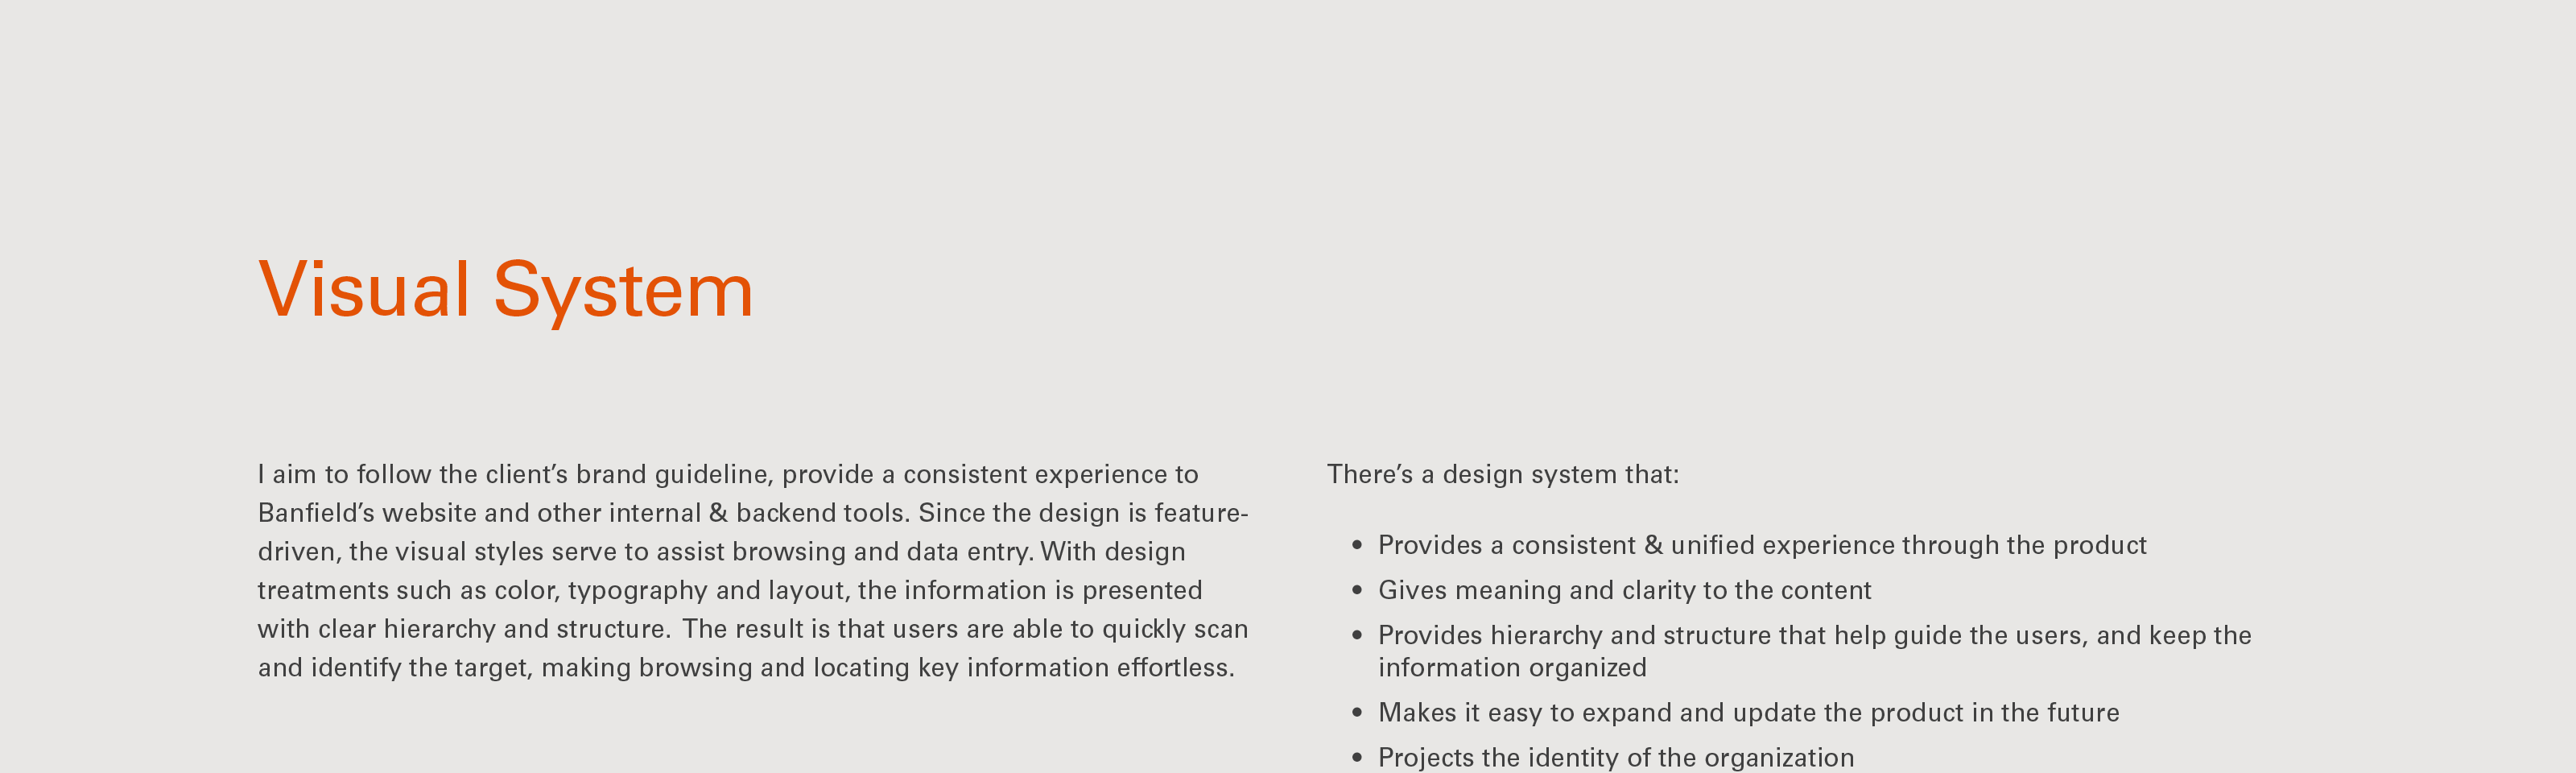 Visual System
I aim to follow the client’s brand guideline, provide a consistent experience to
Banfield’s website and other internal & backend tools. Since the design is feature-
driven, the visual styles serve to assist browsing and data entry. With design
treatments such as color, typography and layout, the information is presented
with clear hierarchy and structure.  The result is that users are able to quickly scan
and identify the target, making browsing and locating key information effortless.
There’s a design system that:
• Provides a consistent & unified experience through the product
• Gives meaning and clarity to the content
• Provides hierarchy and structure that help guide the users, and keep the
information organized
• Makes it easy to expand and update the product in the future
• Projects the identity of the organization